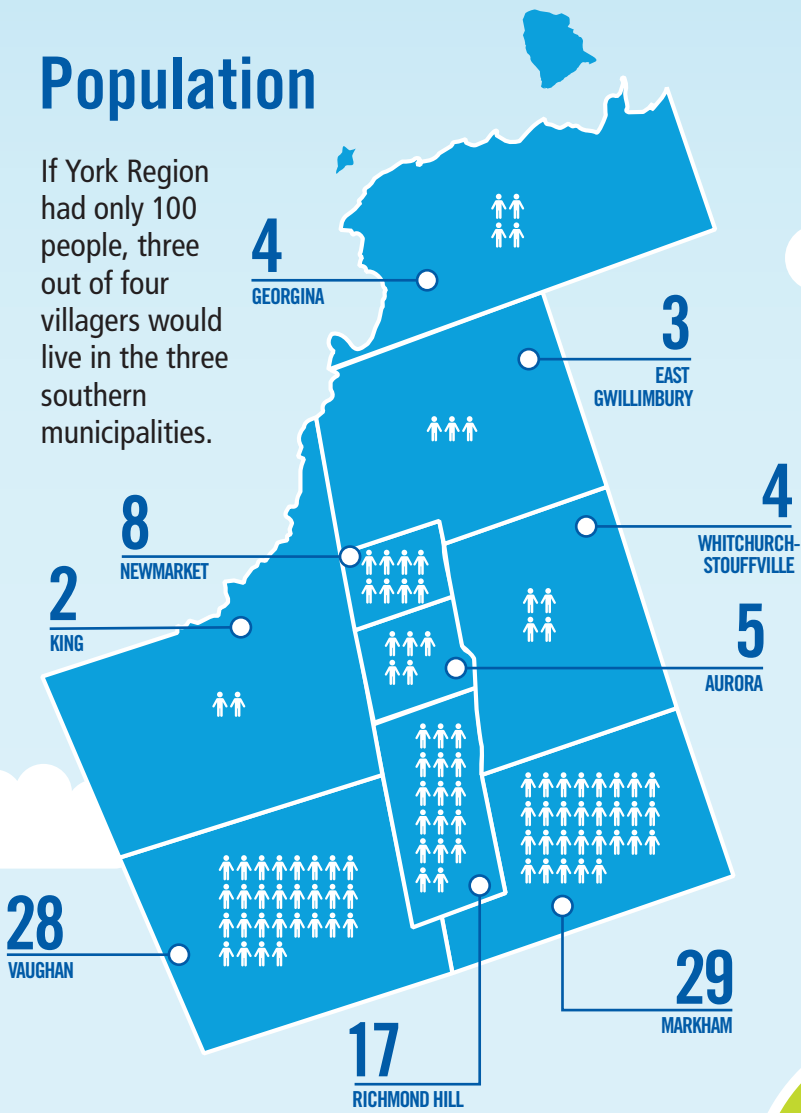 Population
If York Region
had only 100
people, three
out of four
villagers would
live in the three
southern
municipalities.
4
GEORGINA
3
EAST
GWILLIMBURY
4
WHITCHURCH-
STOUFFVILLE
8
NEWMARKET
2
KING
5
AURORA
28
VAUGHAN
29
MARKHAM
17
RICHMOND HILL